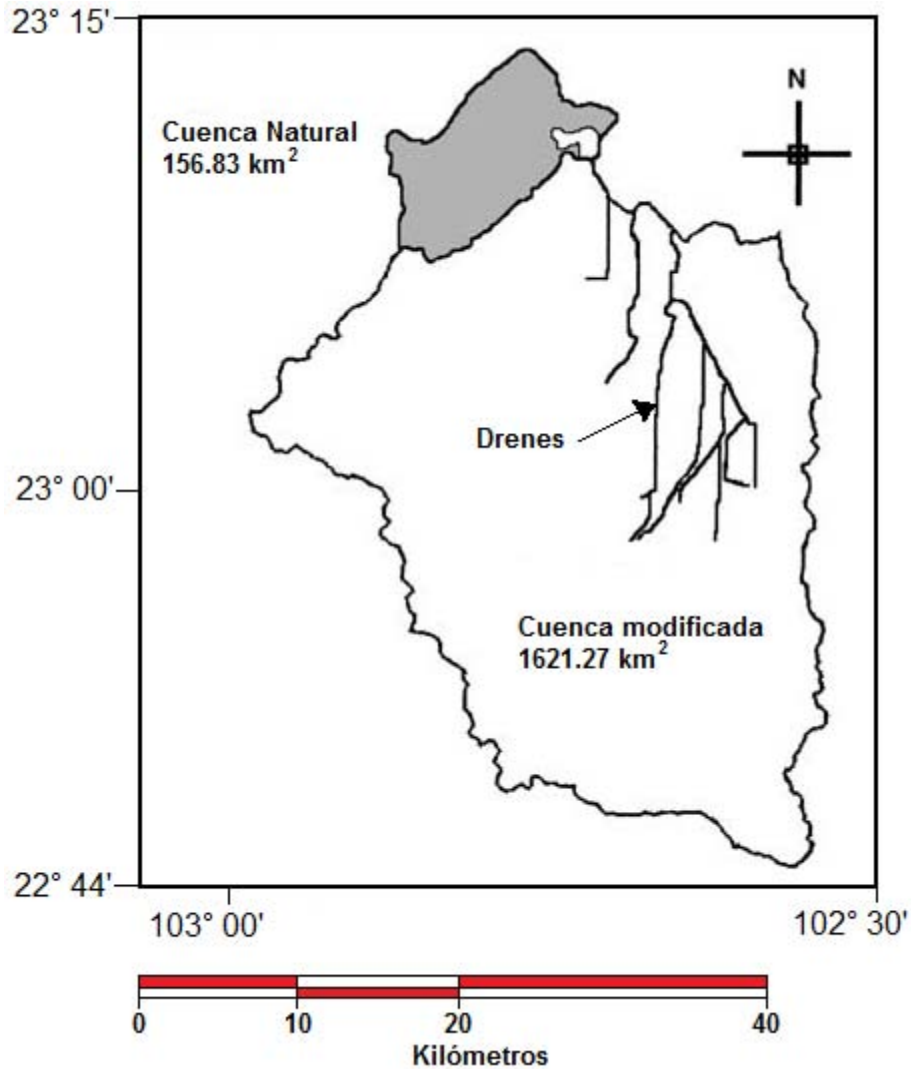 23° 15'
N
Cuenca Natural
156.83 km²
Drenes
23° 00'
Cuenca modificada
1621.27 km²
22° 44'
103° 00'
102° 30'
0 10 20 40
Kilómetros